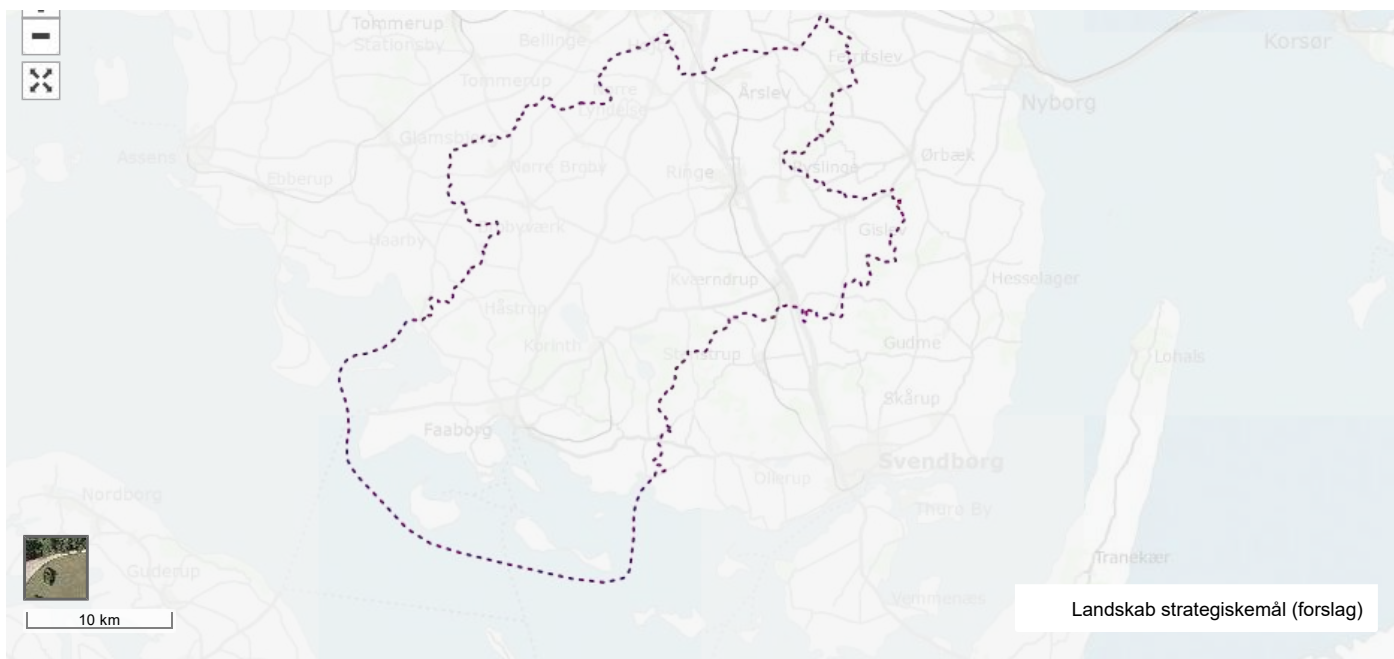 Tommerup
Stationsby
Bellinge
Korsør
Ferritslev
Tommerup
Nørre
Lyndelse
Årslev
Nyborg
Glamsbjerg
Assens
Nørre Broby
Ringe
Ryslinge
Ørbæk
Ebberup
Haarby
Gislev
Kværndrup
Hesselager
Håstrup
Korinth
Gudme
Lohals
Skårup
Faaborg
Svendborg
Ollerup
Nordborg
Thurø By
Tranekær
Guderup
Vemmenæs
10 km
Landskab strategiskemål (forslag)